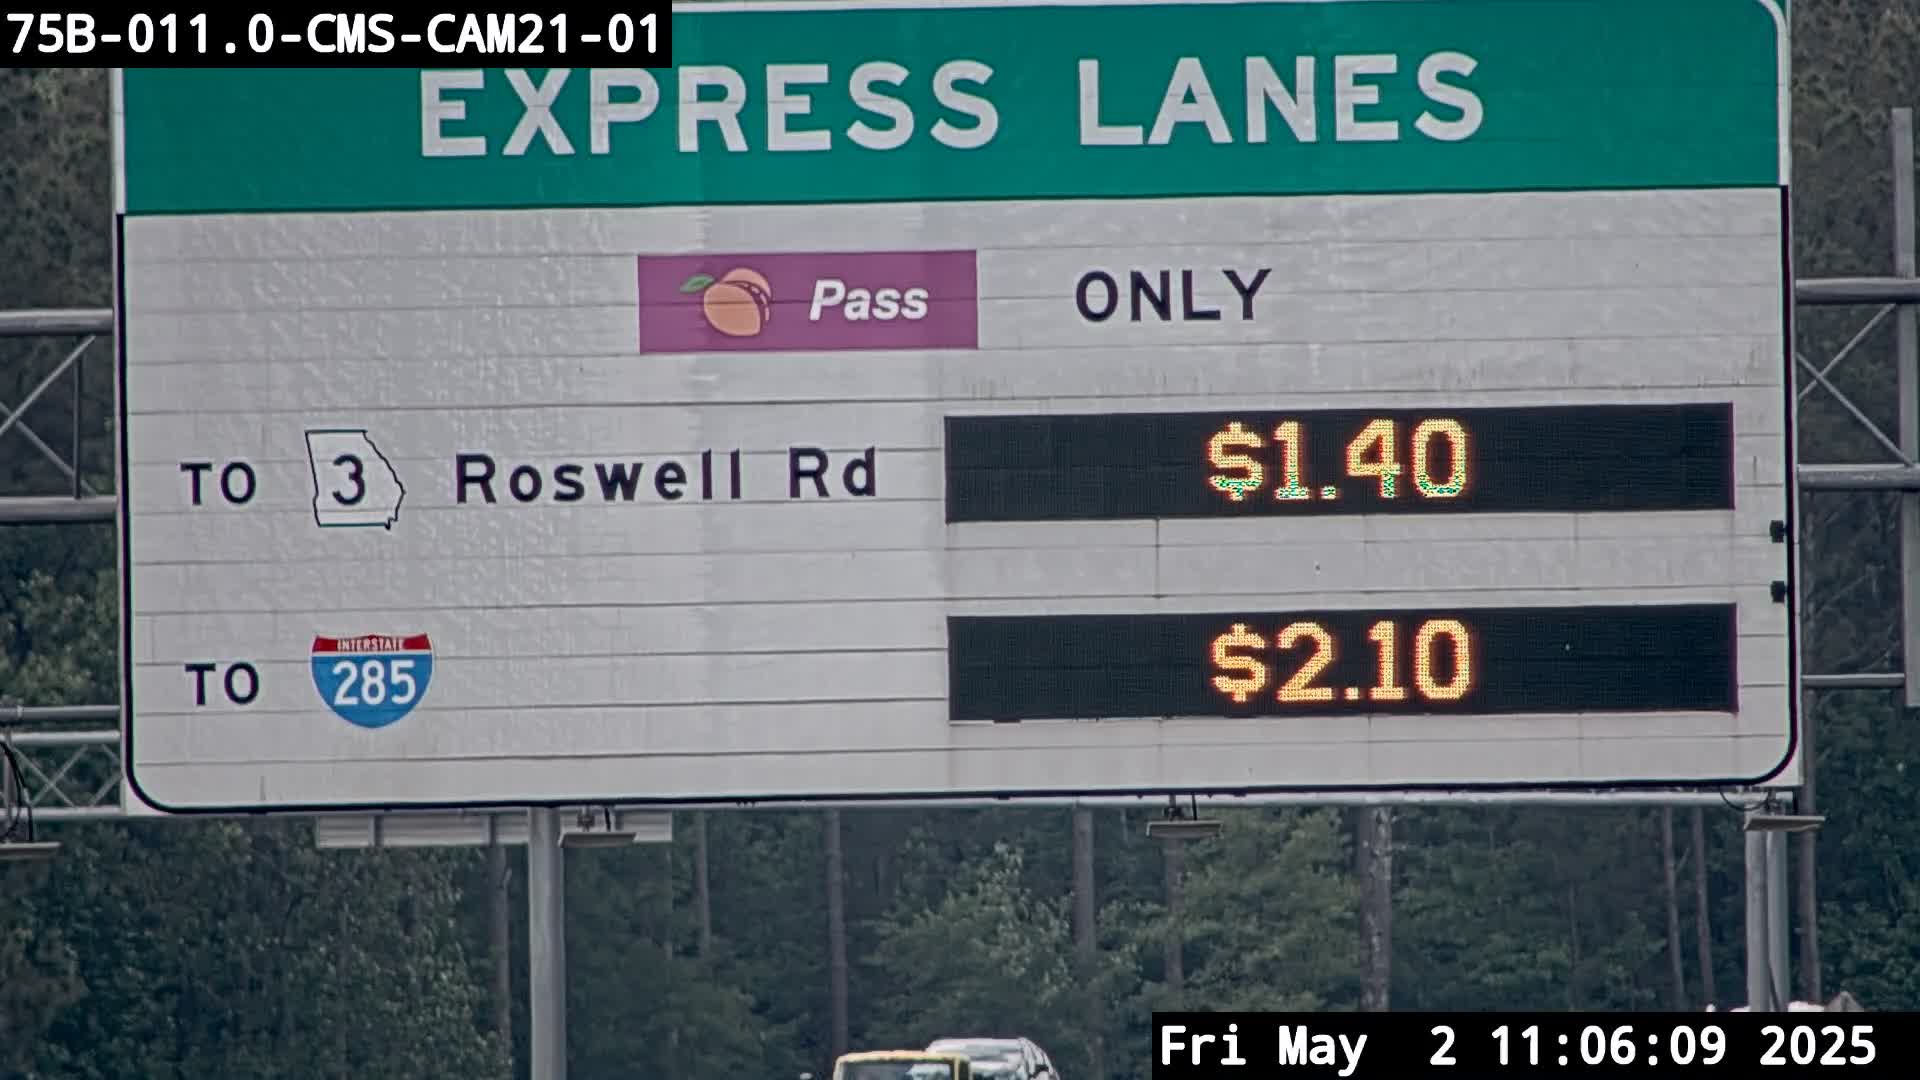 75B-011.0-CMS-CAM21-01
EXPRESS LANES
Pass ONLY
TO 3 Roswell Rd $1.40
INTERSTATE
TO 285 $2.10
Fri May 2 11:06:09 2025